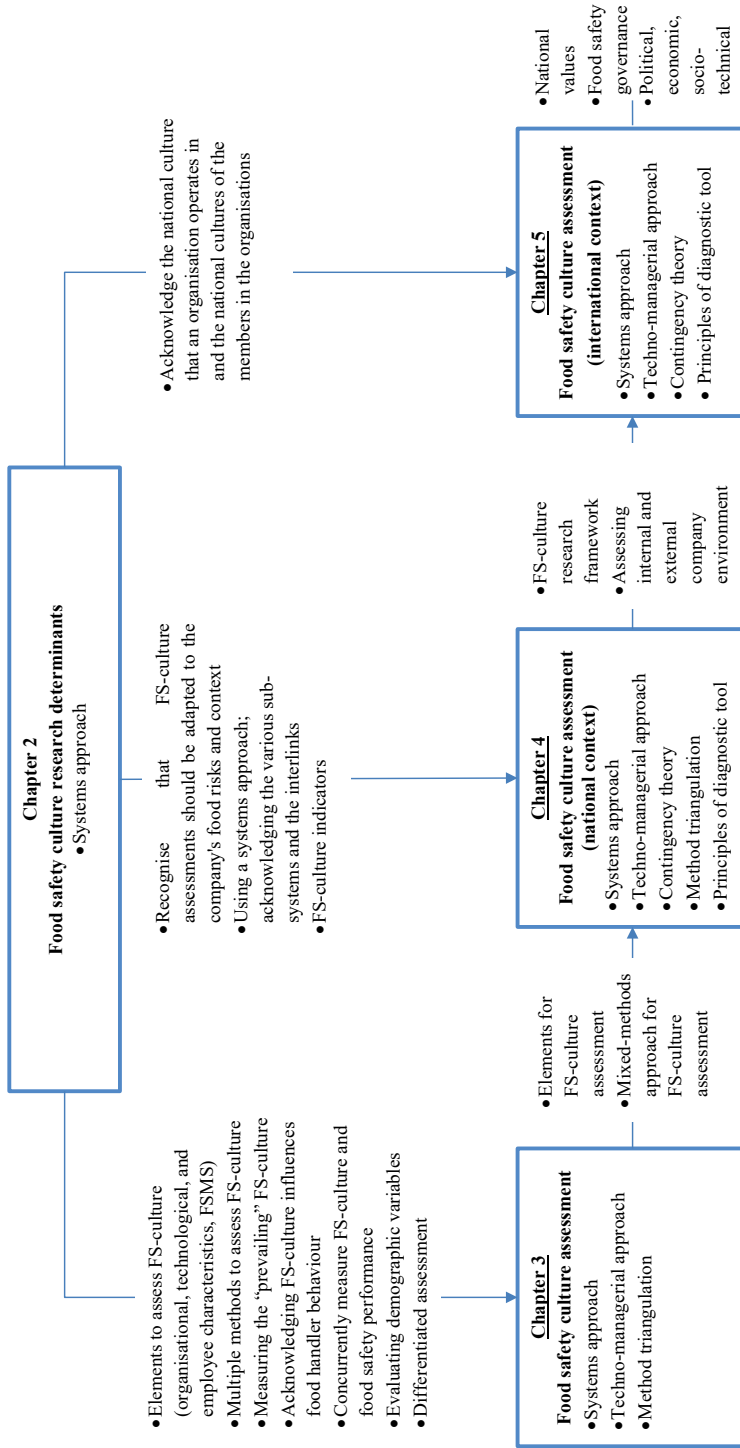 Chapter 2
Food safety culture research determinants
•Systems approach
•Elements to assess FS-culture
(organisational, technological, and
employee characteristics, FSMS)
•Multiple methods to assess FS-culture
•Measuring the “prevailing” FS-culture
•Acknowledging FS-culture influences
food handler behaviour
•Concurrently measure FS-culture and
food safety performance
•Evaluating demographic variables
•Differentiated assessment
•Recognise that FS-culture
assessments should be adapted to the
company's food risks and context
•Using a systems approach;
acknowledging the various sub-
systems and the interlinks
•FS-culture indicators
•Acknowledge the national culture
that an organisation operates in
and the national cultures of the
members in the organisations
Chapter 3
Food safety culture assessment
•Systems approach
•Techno-managerial approach
•Method triangulation
•Elements for
FS-culture
assessment
•Mixed-methods
approach for
FS-culture
assessment
Chapter 4
Food safety culture assessment
(national context)
•Systems approach
•Techno-managerial approach
•Contingency theory
•Method triangulation
•Principles of diagnostic tool
•FS-culture
research
framework
•Assessing
internal and
external
company
environment
Chapter 5
Food safety culture assessment
(international context)
•Systems approach
•Techno-managerial approach
•Contingency theory
•Principles of diagnostic tool
•National
values
•Food safety
governance
•Political,
economic,
socio-
technical